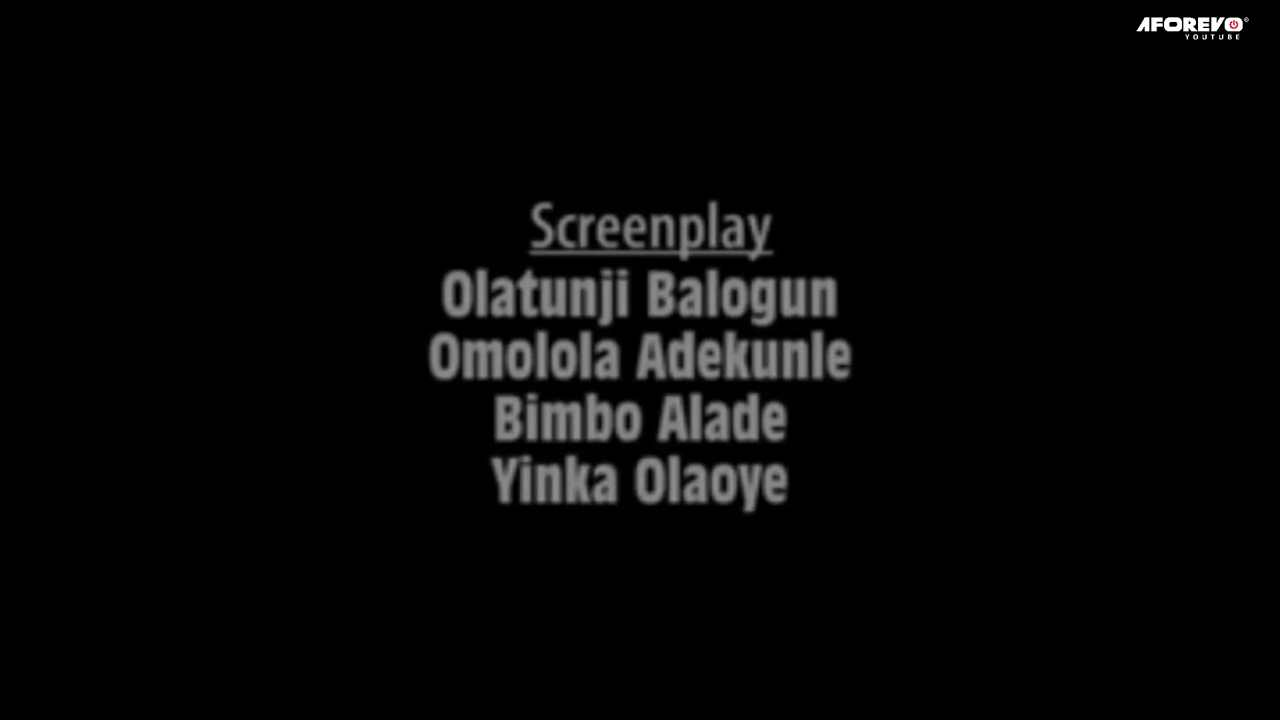 AFOREVO®
YOUTUBE
Screenplay
Olatunji Balogun
Omolola Adekunle
Bimbo Alade
Yinka Olaoye